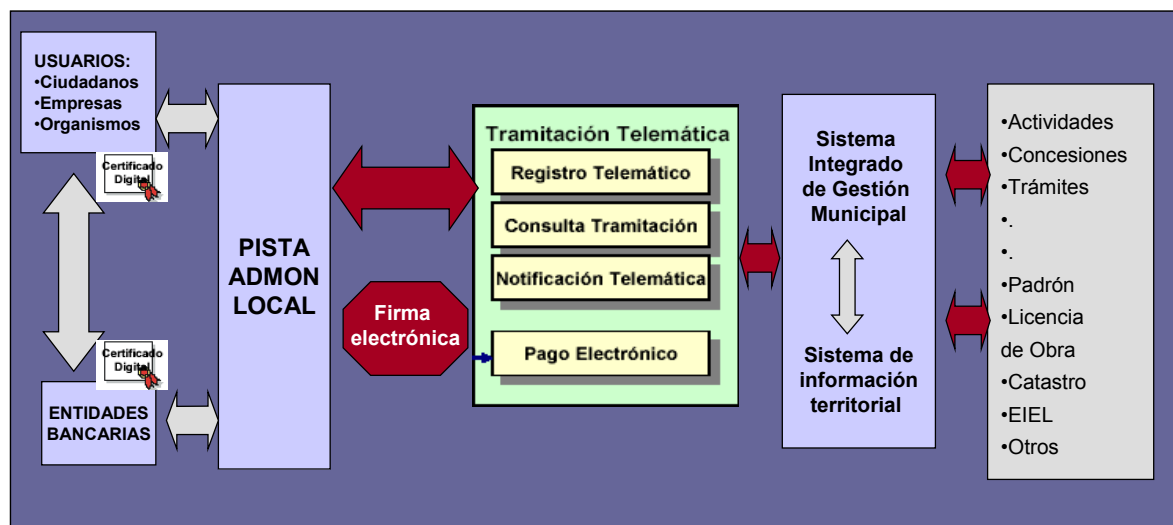 USUARIOS:
•Ciudadanos
•Empresas
•Organismos
Certificado
Digital
Certificado
Digital
ENTIDADES
BANCARIAS
PISTA
ADMON
LOCAL
Firma
electrónica
Tramitación Telemática
Registro Telemático
Consulta Tramitación
Notificación Telemática
Pago Electrónico
Sistema
Integrado
de Gestión
Municipal
Sistema de
información
territorial
•Actividades
•Concesiones
•Trámites
•.
•.
•Padrón
•Licencia
de Obra
•Catastro
•EIEL
•Otros